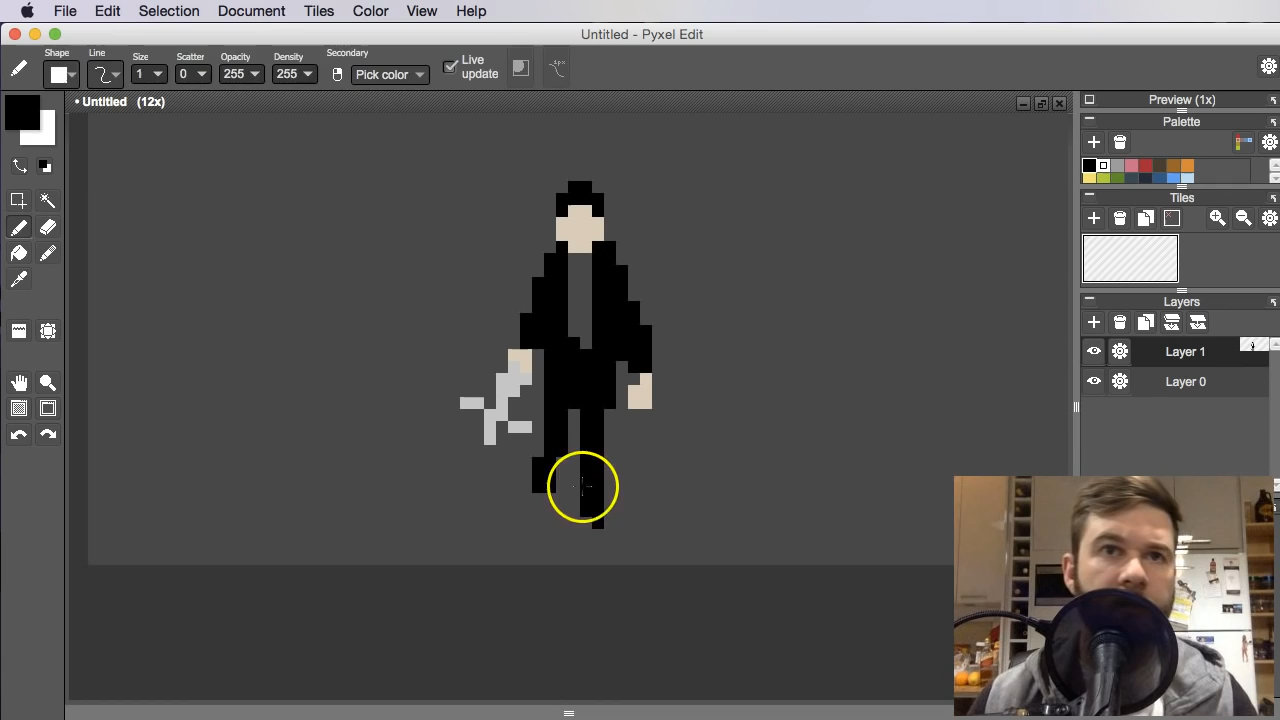 File Edit Selection Document Tiles Color View Help
Untitled - Pyxel Edit
Shape Line Size Scatter Opacity Density Secondary
1 0 255 255 Pick color Live update
• Untitled (12x)
Preview (1x)
Palette
Tiles
Layers
Layer 1
Layer 0